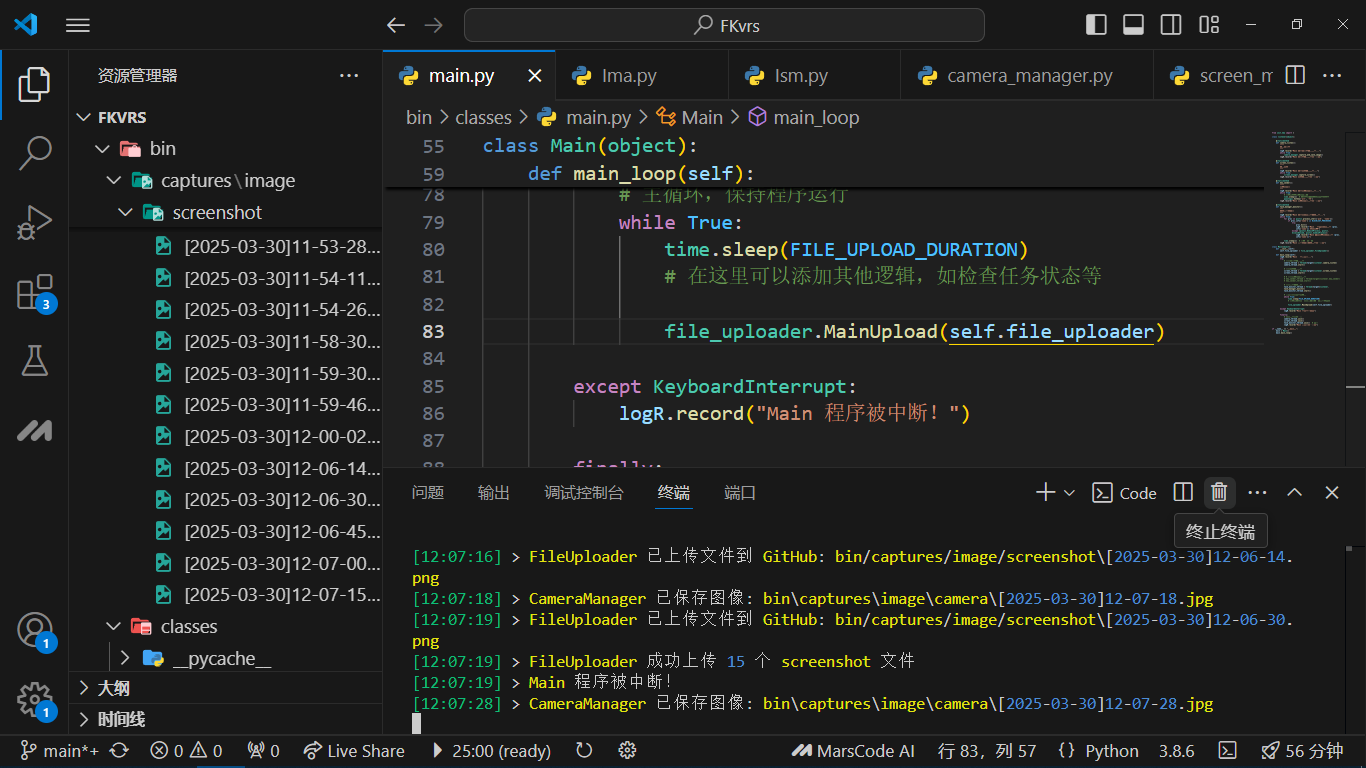 FKvrs
资源管理器
main.py
lma.py
lsm.py
camera_manager.py
screen_m
FKVRS
bin
captures\image
screenshot
[2025-03-30]11-53-28...
[2025-03-30]11-54-11...
[2025-03-30]11-54-26...
[2025-03-30]11-58-30...
[2025-03-30]11-59-30...
[2025-03-30]11-59-46...
[2025-03-30]12-00-02...
[2025-03-30]12-06-14...
[2025-03-30]12-06-30...
[2025-03-30]12-06-45...
[2025-03-30]12-07-00...
[2025-03-30]12-07-15...
classes
__pycache__
大纲
时间线
3
1
1
bin > classes > main.py > Main > main_loop
55 class Main(object):
59 def main_loop(self):
78 # 主循环，保持程序运行
79 while True:
80 time.sleep(FILE_UPLOAD_DURATION)
81 # 在这里可以添加其他逻辑，如检查任务状态等
82
83 file_uploader.MainUpload(self.file_uploader)
84
85 except KeyboardInterrupt:
86 logR.record("Main 程序被中断！")
87
88 finally:
问题 输出 调试控制台 终端 端口
Code
终止终端
[12:07:16] > FileUploader 已上传文件到 GitHub: bin/captures/image/screenshot\[2025-03-30]12-06-14.
png
[12:07:18] > CameraManager 已保存图像: bin\captures\image\camera\[2025-03-30]12-07-18.jpg
[12:07:19] > FileUploader 已上传文件到 GitHub: bin/captures/image/screenshot\[2025-03-30]12-06-30.
png
[12:07:19] > FileUploader 成功上传 15 个 screenshot 文件
[12:07:19] > Main 程序被中断!
[12:07:28] > CameraManager 已保存图像: bin\captures\image\camera\[2025-03-30]12-07-28.jpg
main*+ 0 0 0 Live Share 25:00 (ready) MarsCode AI 行 83，列 57 {} Python 3.8.6 56 分钟